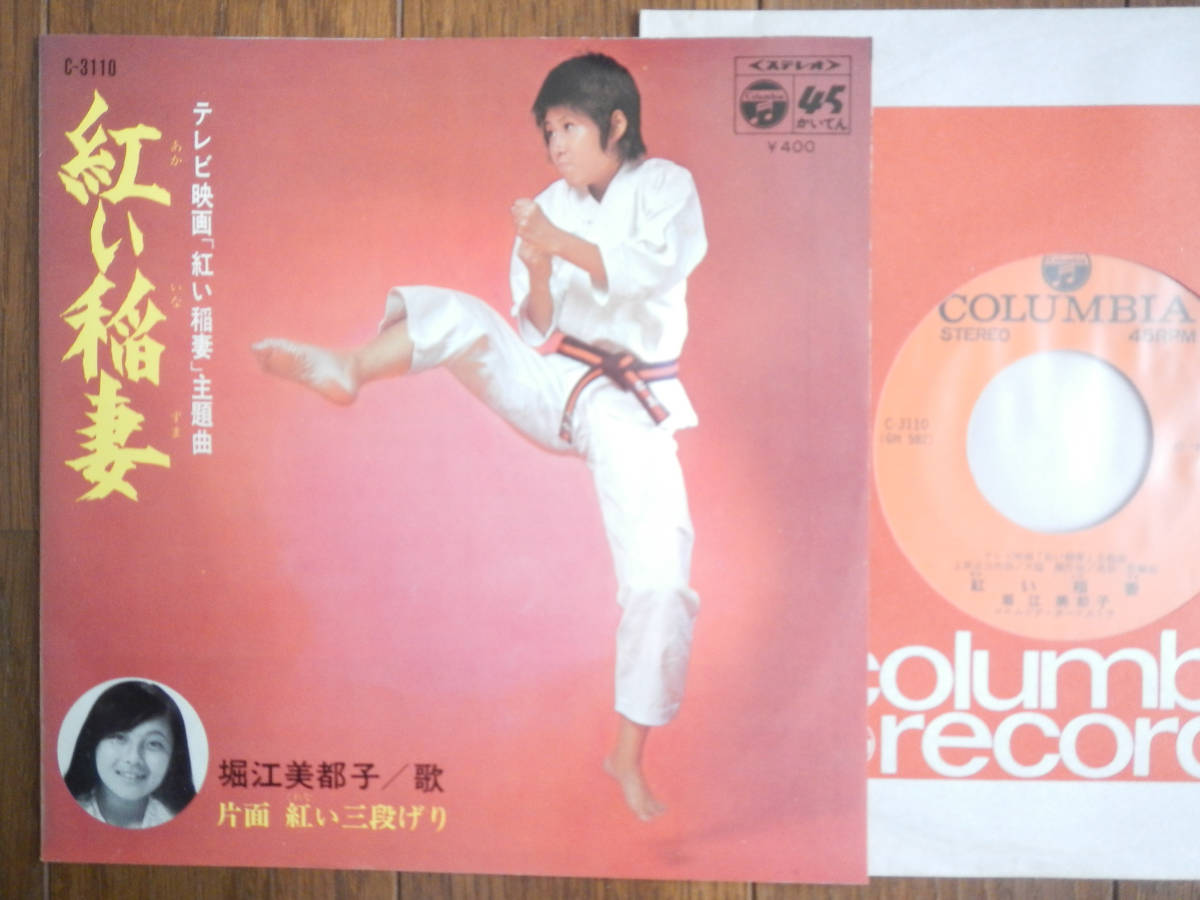 C-3110
紅い稲妻
あか
いな
ずま
テレビ映画「紅い稲妻」主題曲
<ステレオ>
Columbia
45
かいてん
￥400
堀江美都子／歌
片面 紅い三段げり
COLUMBIA
STEREO
45RPM
C-3110
紅い稲妻
堀江美都子
columb
record